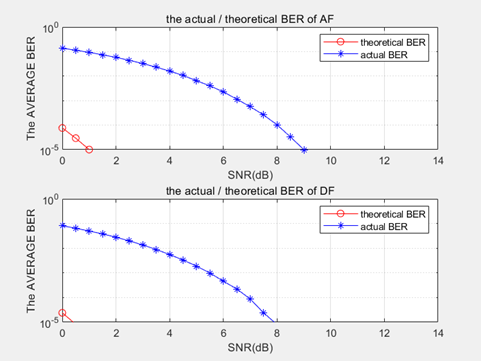 the actual / theoretical BER of AF
10^0
theoretical BER
actual BER
The AVERAGE BER
10^-5
0 2 4 6 8 10 12 14
SNR(dB)
the actual / theoretical BER of DF
10^0
theoretical BER
actual BER
The AVERAGE BER
10^-5
0 2 4 6 8 10 12 14
SNR(dB)